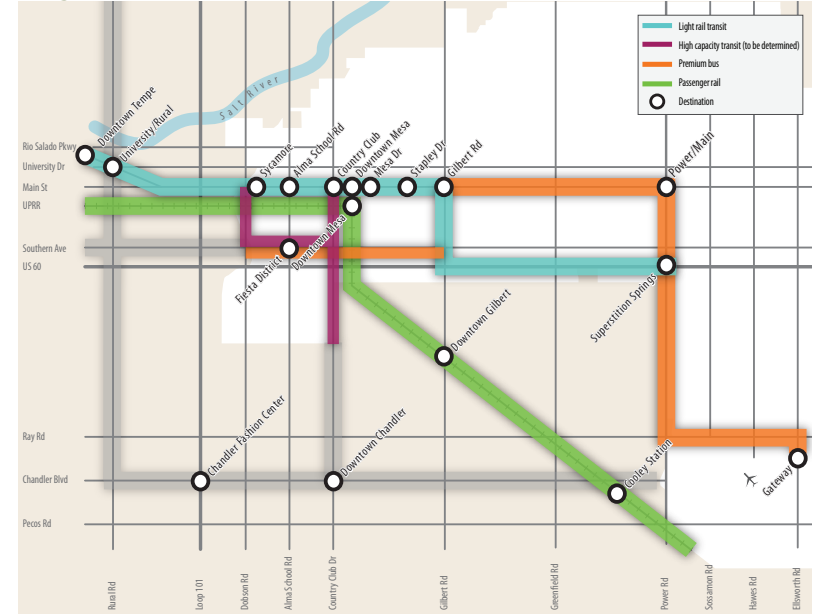 Light rail transit
High capacity transit (to be determined)
Premium bus
Passenger rail
Destination
Salt River
Downtown Tempe
University/Rural
Sycamore
Alma School Rd
Country Club
Downtown Mesa
Mesa Dr
Stapley Dr
Gilbert Rd
Power/Main
Rio Salado Pkwy
University Dr
Main St
UPRR
Southern Ave
US 60
Fiesta District
Downtown Mesa
Superstition Springs
Downtown Gilbert
Chandler Fashion Center
Downtown Chandler
Cooley Station
Gateway
Ray Rd
Chandler Blvd
Pecos Rd
Rural Rd
Loop 101
Dobson Rd
Alma School Rd
Country Club Dr
Gilbert Rd
Greenfield Rd
Power Rd
Sossamon Rd
Hawes Rd
Ellsworth Rd